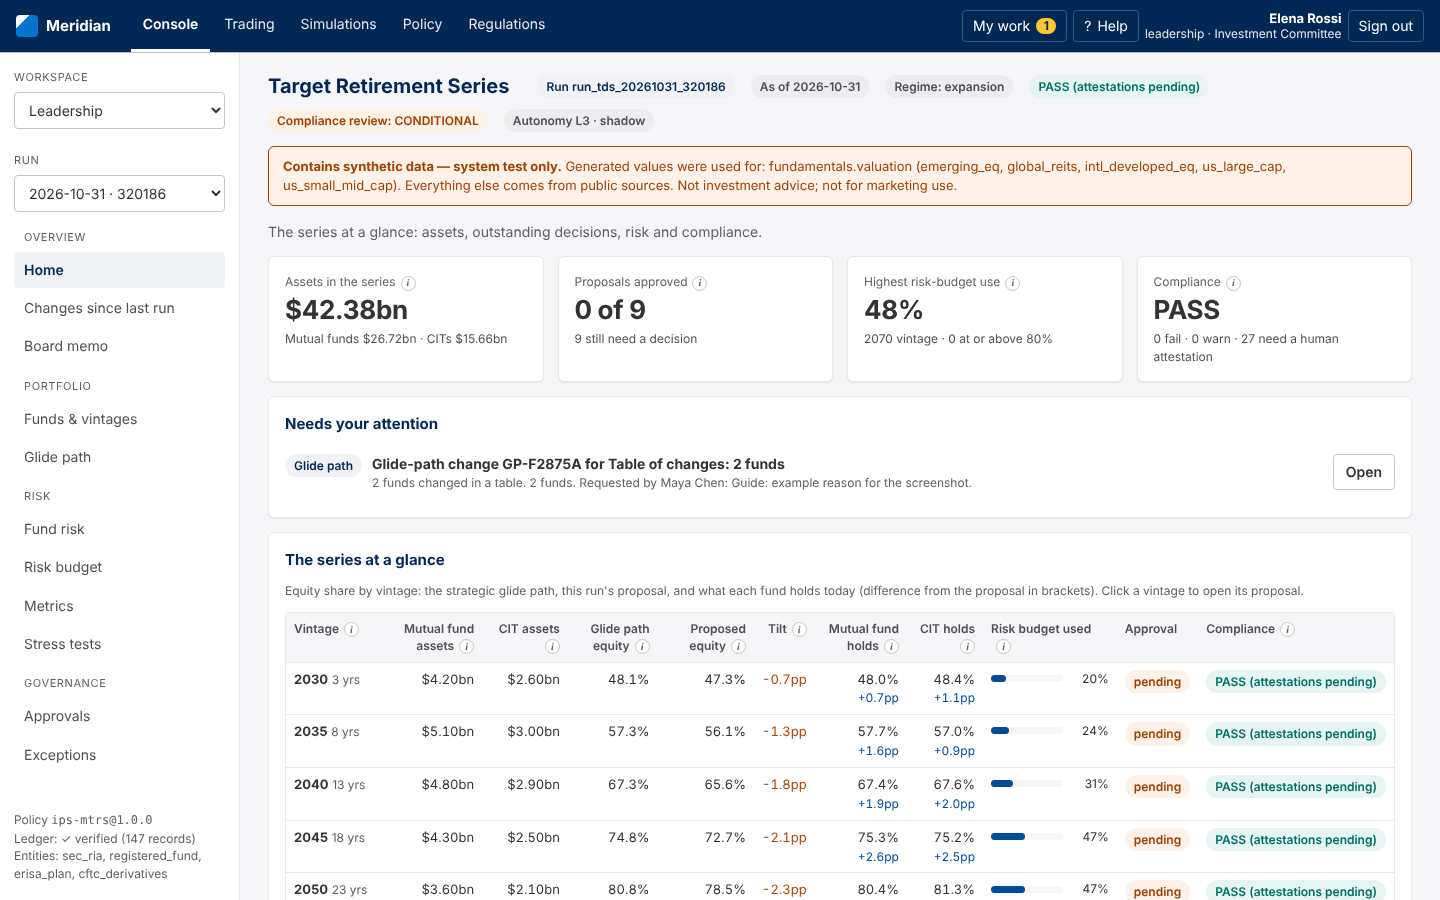 Meridian
Console Trading Simulations Policy Regulations
My work 1
? Help
Elena Rossi
leadership · Investment Committee
Sign out
WORKSPACE
Leadership
RUN
2026-10-31 · 320186
OVERVIEW
Home
Changes since last run
Board memo
PORTFOLIO
Funds & vintages
Glide path
RISK
Fund risk
Risk budget
Metrics
Stress tests
GOVERNANCE
Approvals
Exceptions
Policy ips-mtrs@1.0.0
Ledger: ✓ verified (147 records)
Entities: sec_ria, registered_fund,
erisa_plan, cftc_derivatives
Target Retirement Series Run run_tds_20261031_320186 As of 2026-10-31 Regime: expansion PASS (attestations pending)
Compliance review: CONDITIONAL Autonomy L3 · shadow
Contains synthetic data — system test only. Generated values were used for: fundamentals.valuation (emerging_eq, global_reits, intl_developed_eq, us_large_cap,
us_small_mid_cap). Everything else comes from public sources. Not investment advice; not for marketing use.
The series at a glance: assets, outstanding decisions, risk and compliance.
Assets in the series i
$42.38bn
Mutual funds $26.72bn · CITs $15.66bn
Proposals approved i
0 of 9
9 still need a decision
Highest risk-budget use i
48%
2070 vintage · 0 at or above 80%
Compliance i
PASS
0 fail · 0 warn · 27 need a human
attestation
Needs your attention
Glide path
Glide-path change GP-F2875A for Table of changes: 2 funds
2 funds changed in a table. 2 funds. Requested by Maya Chen: Guide: example reason for the screenshot.
Open
The series at a glance
Equity share by vintage: the strategic glide path, this run's proposal, and what each fund holds today (difference from the proposal in brackets). Click a vintage to open its proposal.
Vintage i Mutual fund CIT assets Glide path Proposed Tilt i Mutual fund CIT holds Risk budget used Approval Compliance i
assets i i equity i equity i holds i i i
2030 3 yrs $4.20bn $2.60bn 48.1% 47.3% -0.7pp 48.0% 48.4% 20% pending PASS (attestations pending)
+0.7pp +1.1pp
2035 8 yrs $5.10bn $3.00bn 57.3% 56.1% -1.3pp 57.7% 57.0% 24% pending PASS (attestations pending)
+1.6pp +0.9pp
2040 13 yrs $4.80bn $2.90bn 67.3% 65.6% -1.8pp 67.4% 67.6% 31% pending PASS (attestations pending)
+1.9pp +2.0pp
2045 18 yrs $4.30bn $2.50bn 74.8% 72.7% -2.1pp 75.3% 75.2% 47% pending PASS (attestations pending)
+2.6pp +2.5pp
2050 23 yrs $3.60bn $2.10bn 80.8% 78.5% -2.3pp 80.4% 81.3% 47% pending PASS (attestations pending)